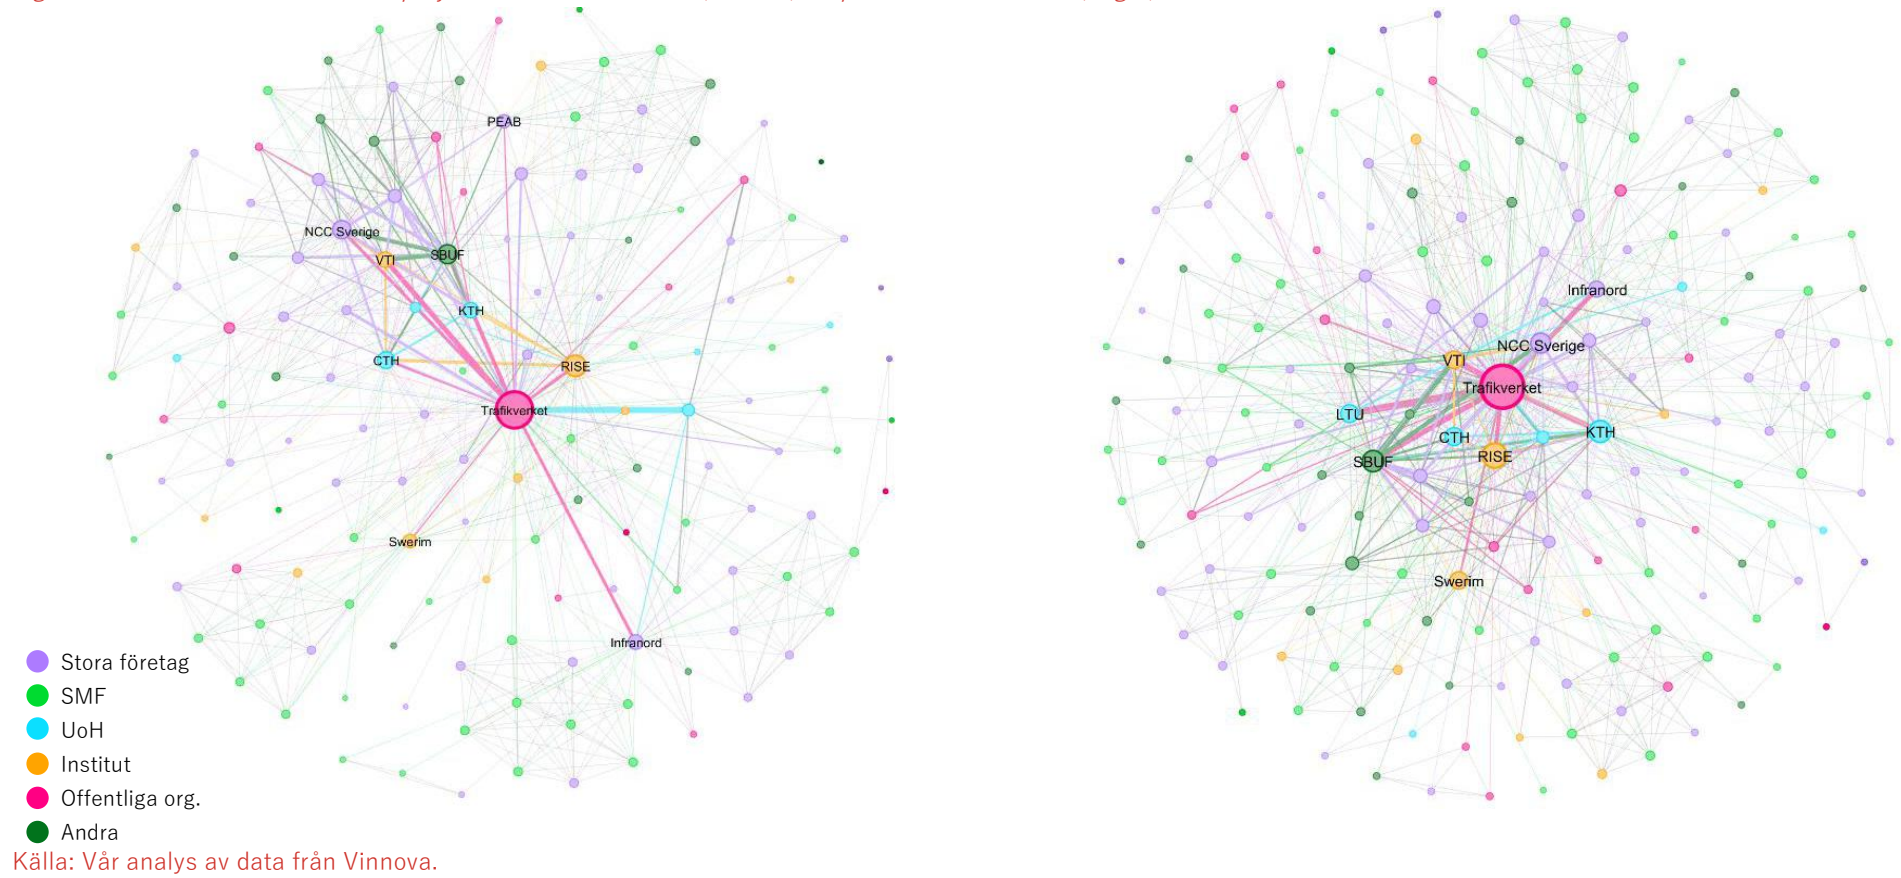 PEAB
NCC Sverige
VTI
SBUF
KTH
CTH
RISE
Trafikverket
Swerim
Infranord
Infranord
NCC Sverige
VTI
Trafikverket
LTU
CTH
KTH
SBUF
RISE
Swerim
Stora företag
SMF
UoH
Institut
Offentliga org.
Andra
Källa: Vår analys av data från Vinnova.